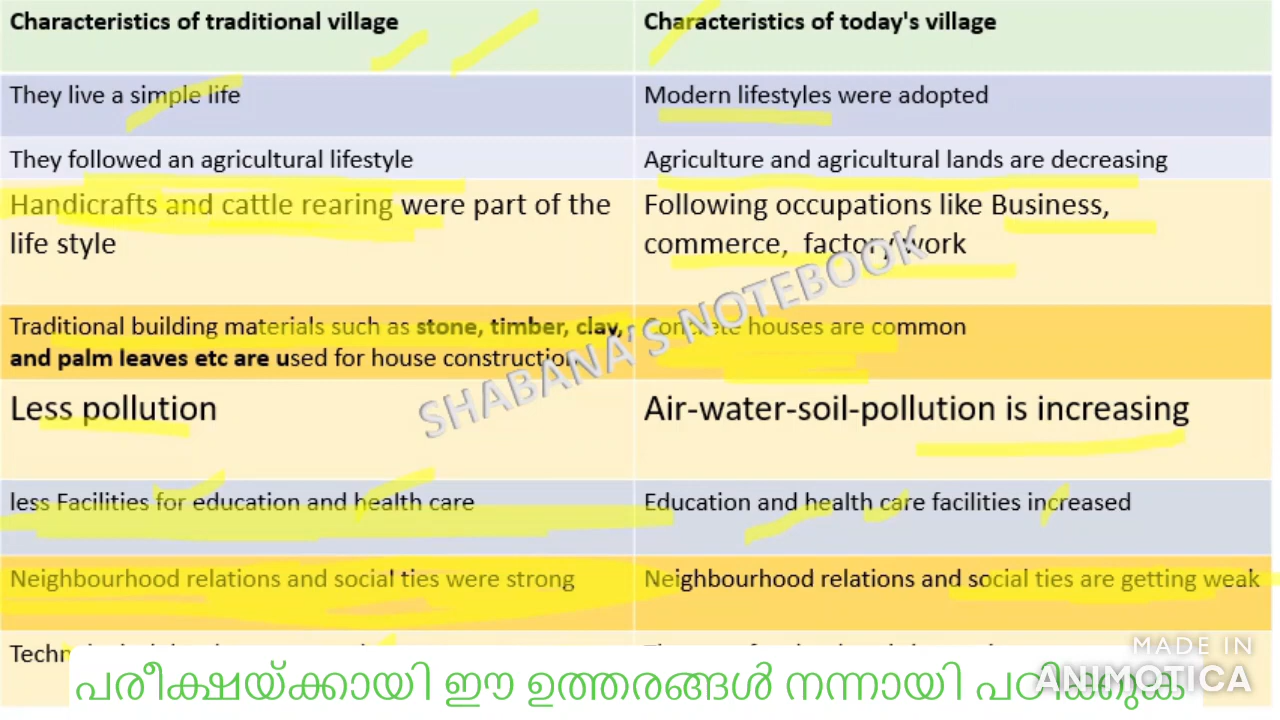 Characteristics of traditional village
Characteristics of today's village
They live a simple life
Modern lifestyles were adopted
They followed an agricultural lifestyle
Agriculture and agricultural lands are decreasing
Handicrafts and cattle rearing were part of the
life style
Following occupations like Business,
commerce, factory work
Traditional building materials such as stone, timber, clay,
and palm leaves etc are used for house construction
Concrete houses are common
Less pollution
Air-water-soil-pollution is increasing
less Facilities for education and health care
Education and health care facilities increased
Neighbourhood relations and social ties were strong
Neighbourhood relations and social ties are getting weak
SHABANA'S NOTEBOOK
പരീക്ഷയ്ക്കായി ഈ ഉത്തരങ്ങൾ നന്നായി പഠിക്കുക
MADE IN
ANIMOTICA